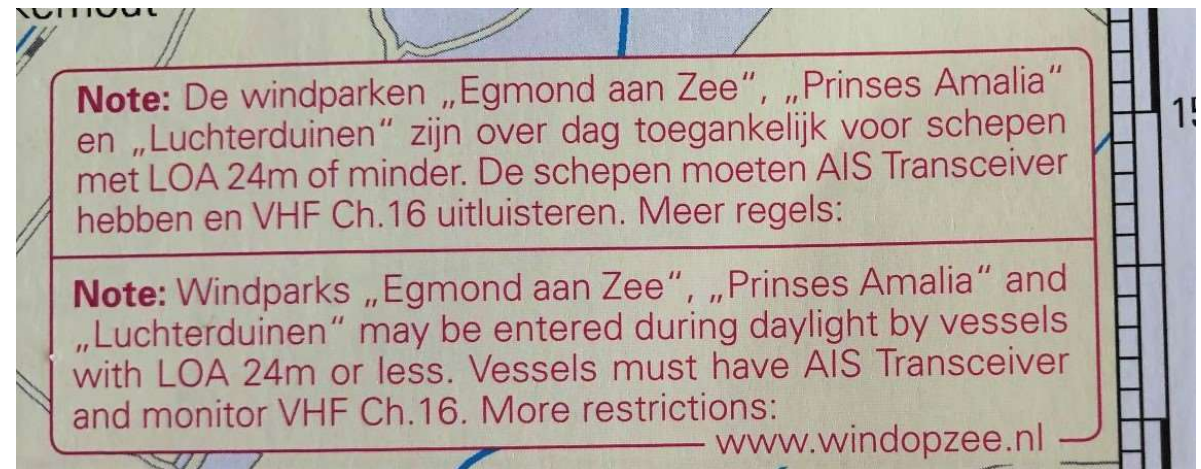 Note: De windparken „Egmond aan Zee“, „Prinses Amalia“
en „Luchterduinen“ zijn over dag toegankelijk voor schepen
met LOA 24m of minder. De schepen moeten AIS Transceiver
hebben en VHF Ch.16 uitluisteren. Meer regels:
Note: Windparks „Egmond aan Zee“, „Prinses Amalia“ and
„Luchterduinen“ may be entered during daylight by vessels
with LOA 24m or less. Vessels must have AIS Transceiver
and monitor VHF Ch.16. More restrictions:
www.windopzee.nl